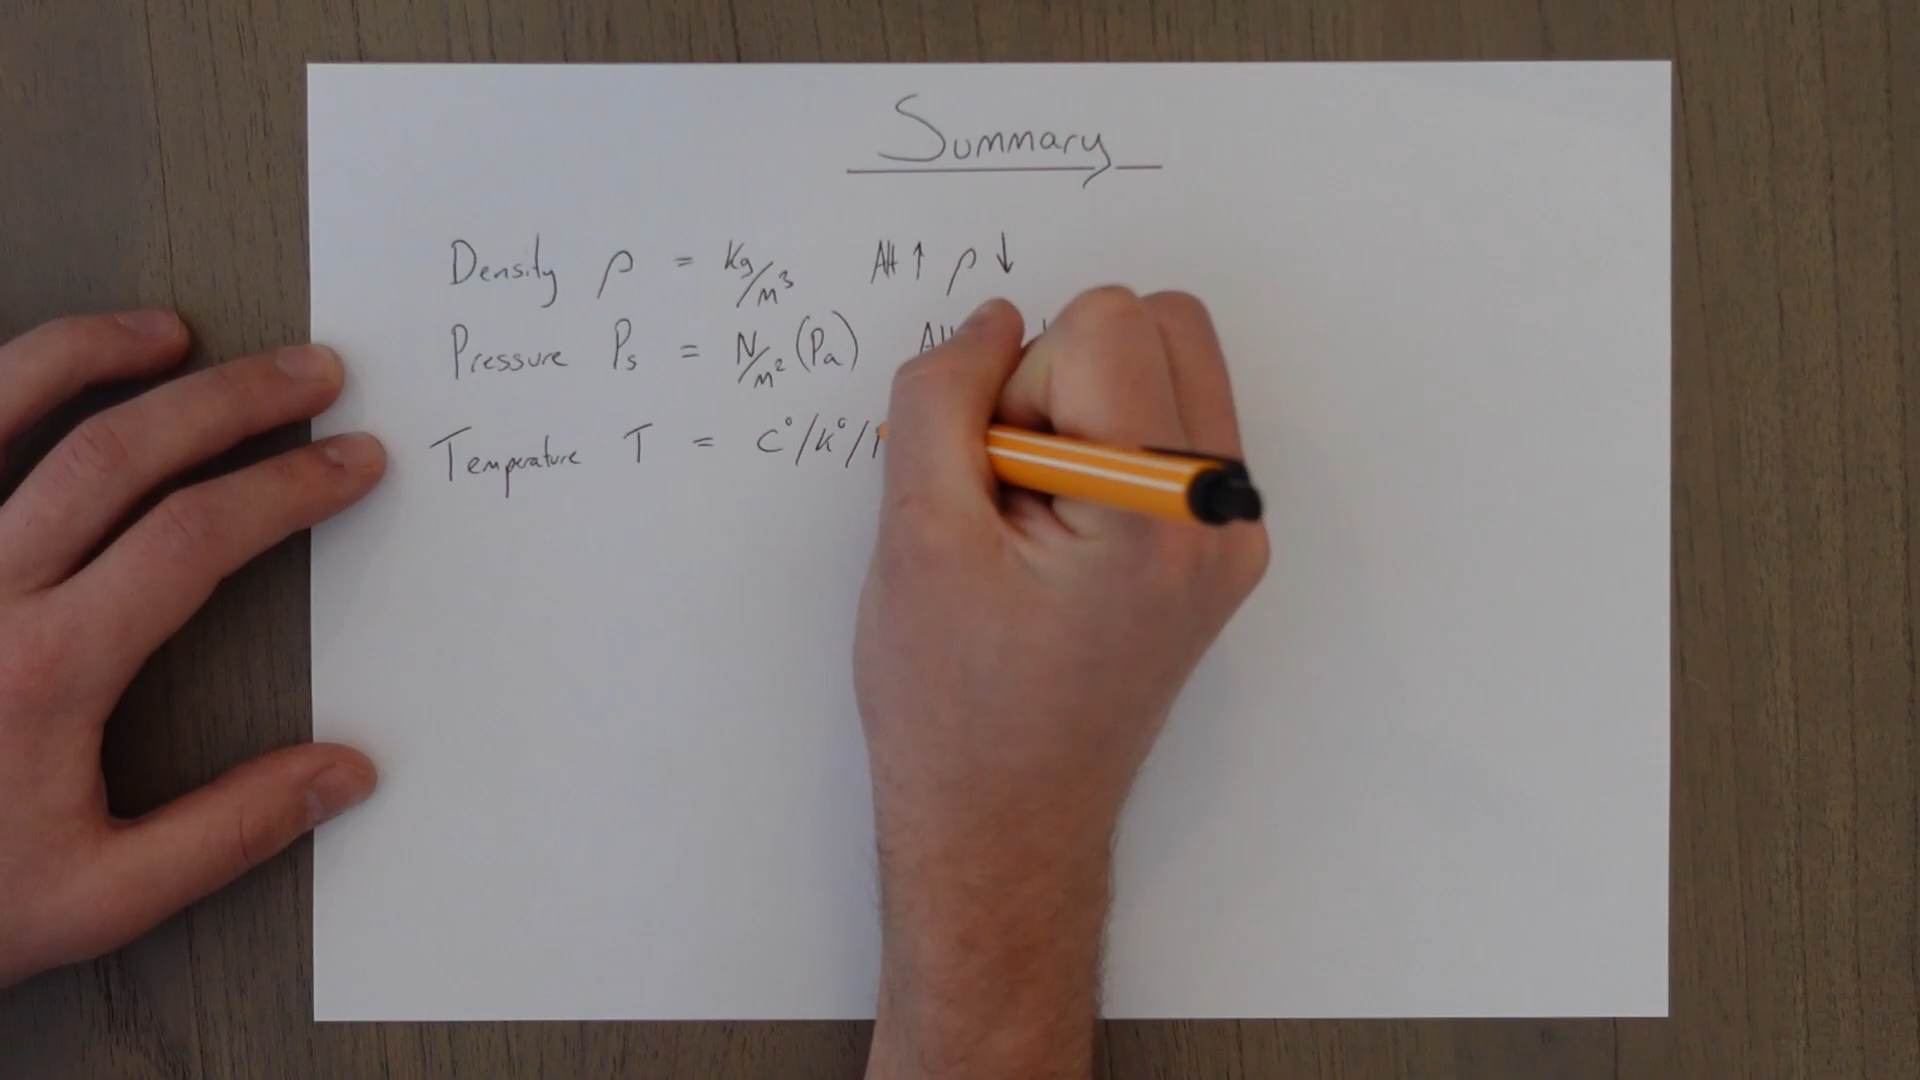 Summary
Density ρ = Kg/m³ Alt ↑ ρ ↓
Pressure Ps = N/m² (Pa)
Temperature T = C°/K°/